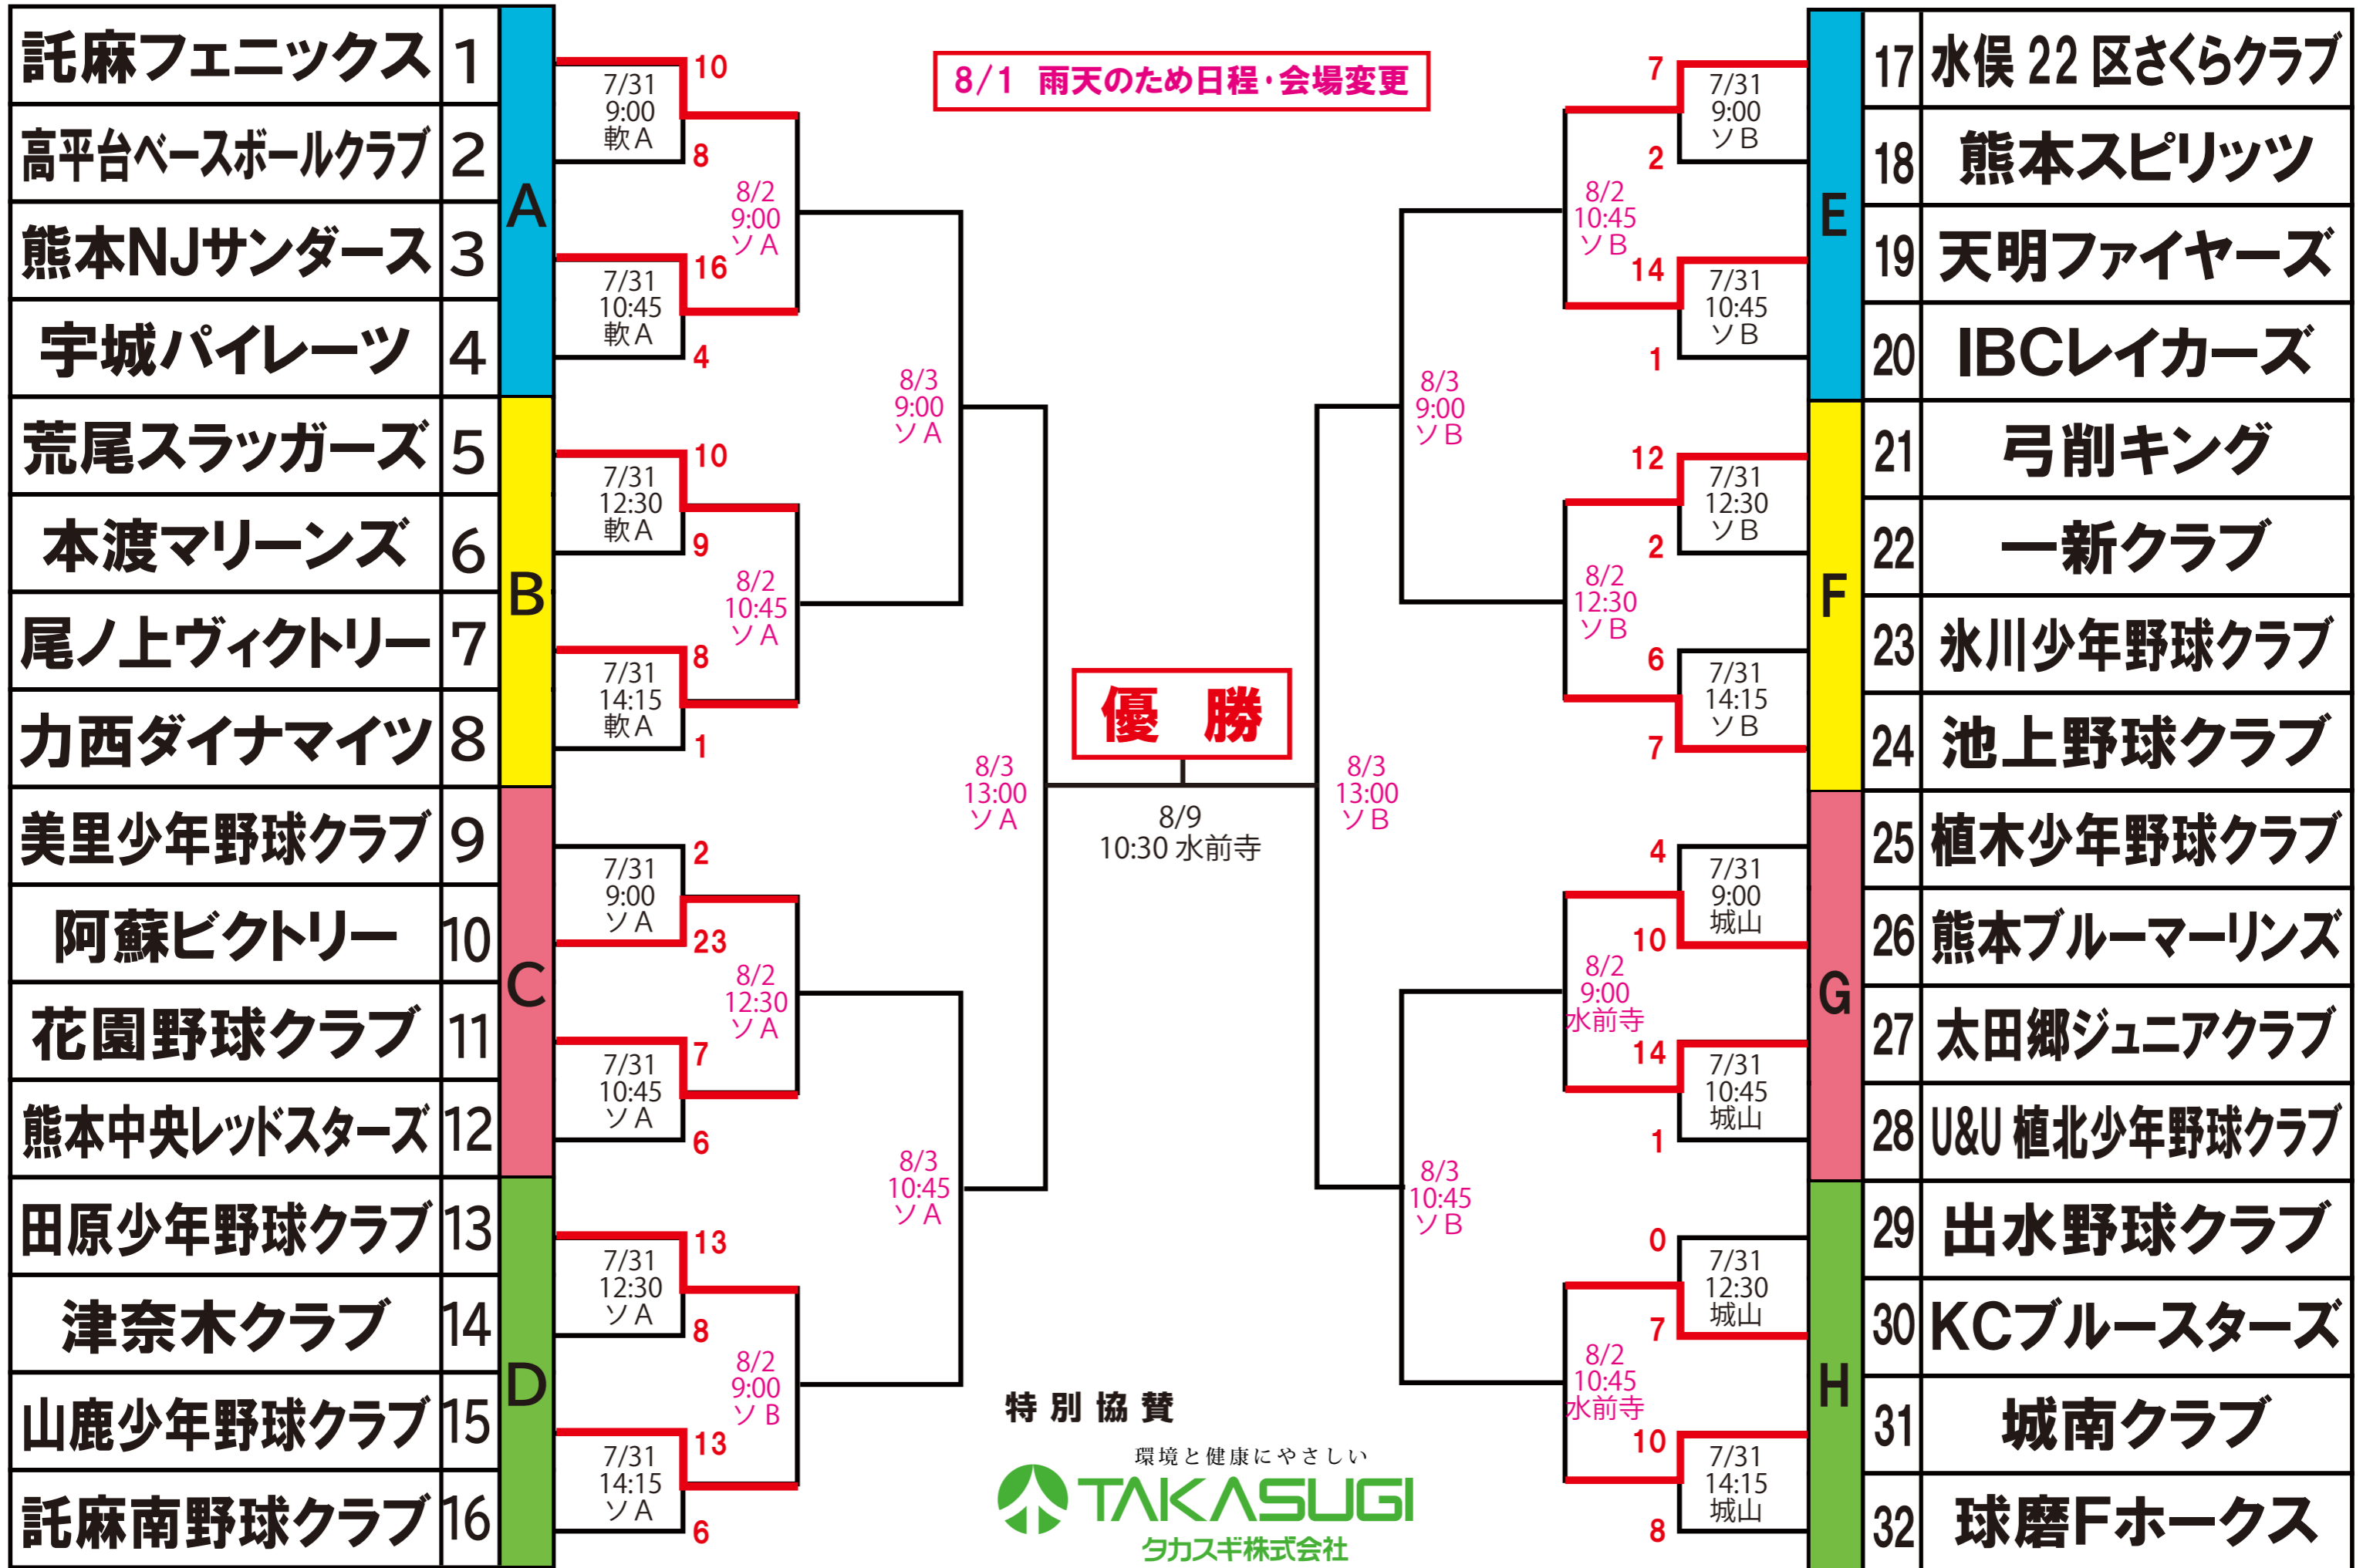 8/1 雨天のため日程・会場変更
託麻フェニックス 1
高平台ベースボールクラブ 2
熊本NJサンダース 3
宇城パイレーツ 4
荒尾スラッガーズ 5
本渡マリーンズ 6
尾ノ上ヴィクトリー 7
力西ダイナマイツ 8
美里少年野球クラブ 9
阿蘇ビクトリー 10
花園野球クラブ 11
熊本中央レッドスターズ 12
田原少年野球クラブ 13
津奈木クラブ 14
山鹿少年野球クラブ 15
託麻南野球クラブ 16
A
B
C
D
10
7/31
9:00
軟A
8
16
7/31
10:45
軟A
4
10
7/31
12:30
軟A
9
8
7/31
14:15
軟A
1
2
7/31
9:00
ソA
23
7
7/31
10:45
ソA
6
13
7/31
12:30
ソA
8
13
7/31
14:15
ソA
6
8/2
9:00
ソA
8/2
10:45
ソA
8/2
12:30
ソA
8/2
9:00
ソB
8/3
9:00
ソA
8/3
10:45
ソA
8/3
13:00
ソA
優勝
8/9
10:30 水前寺
8/3
13:00
ソB
8/3
9:00
ソB
8/3
10:45
ソB
8/2
10:45
ソB
8/2
12:30
ソB
8/2
9:00
水前寺
8/2
10:45
水前寺
7
7/31
9:00
ソB
2
14
7/31
10:45
ソB
1
12
7/31
12:30
ソB
2
6
7/31
14:15
ソB
7
4
7/31
9:00
城山
10
14
7/31
10:45
城山
1
0
7/31
12:30
城山
7
10
7/31
14:15
城山
8
E
F
G
H
17 水俣22区さくらクラブ
18 熊本スピリッツ
19 天明ファイヤーズ
20 IBCレイカーズ
21 弓削キング
22 一新クラブ
23 氷川少年野球クラブ
24 池上野球クラブ
25 植木少年野球クラブ
26 熊本ブルーマーリンズ
27 太田郷ジュニアクラブ
28 U&U植北少年野球クラブ
29 出水野球クラブ
30 KCブルースターズ
31 城南クラブ
32 球磨Fホークス
特別協賛
環境と健康にやさしい
TAKASUGI
タカスギ株式会社